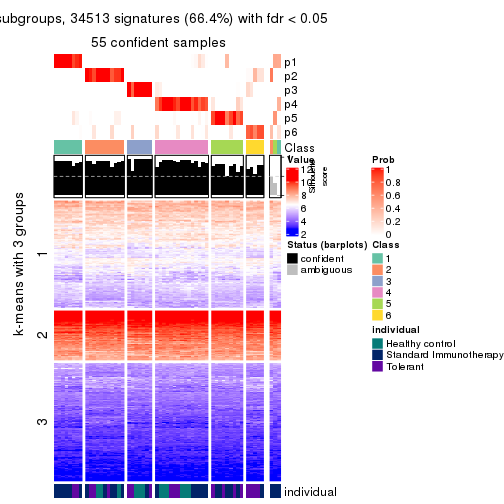 subgroups, 34513 signatures (66.4%) with fdr < 0.05
55 confident samples
p1
p2
p3
p4
p5
p6
Class
score
k-means with 3 groups
1
2
3
individual
Value
12
10
8
6
4
2
Status (barplots)
confident
ambiguous
Prob
1
0.8
0.6
0.4
0.2
0
Class
1
2
3
4
5
6
individual
Healthy control
Standard Immunotherapy
Tolerant